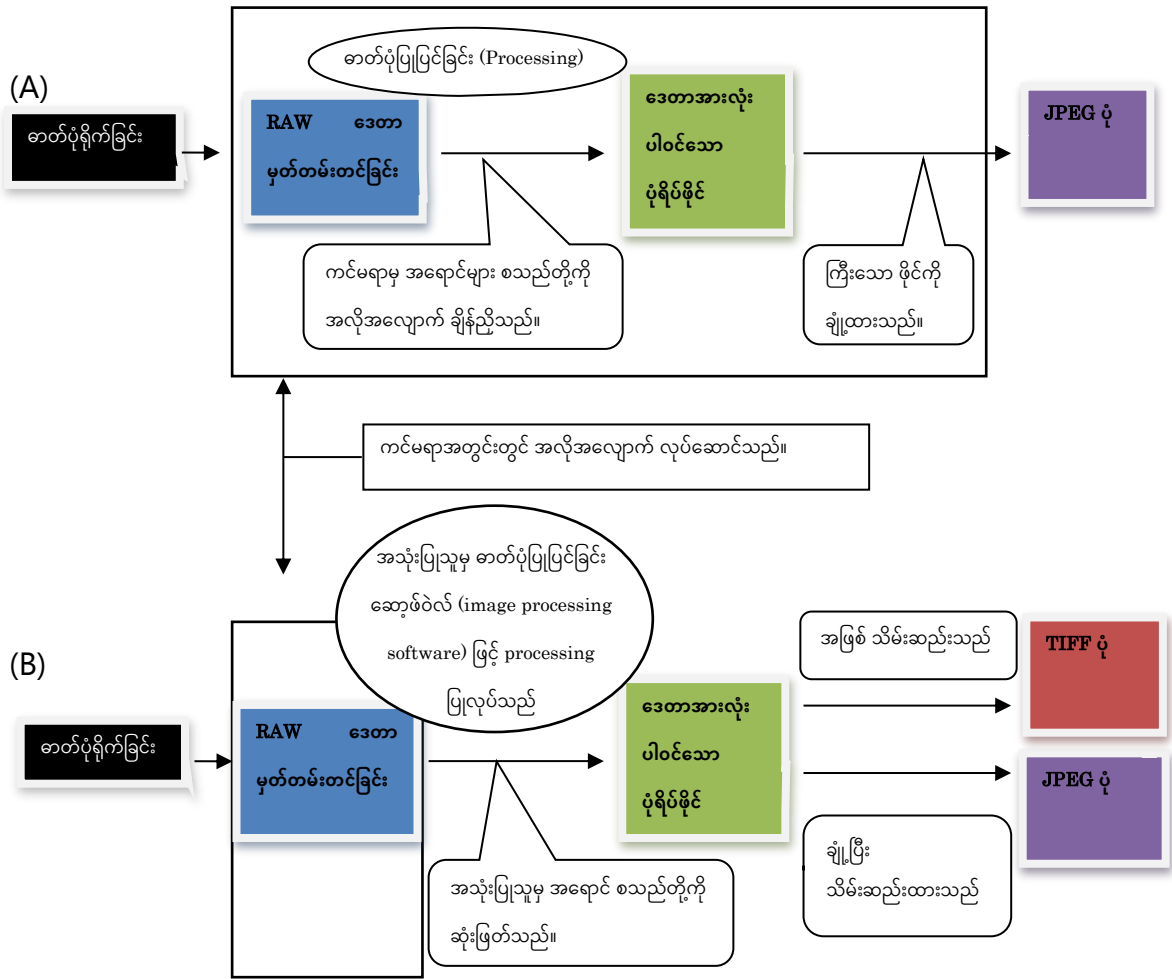 ဓာတ်ပုံပြုပြင်ခြင်း (Processing)
(A)
ဓာတ်ပုံရိုက်ခြင်း
RAW ဒေတာ
မှတ်တမ်းတင်ခြင်း
ဒေတာအားလုံး
ပါဝင်သော
ပုံရိပ်ဖိုင်
JPEG ပုံ
ကင်မရာမှ အရောင်များ စသည်တို့ကို
အလိုအလျောက် ချိန်ညှိသည်။
ကြီးသော ဖိုင်ကို
ချုံ့ထားသည်။
ကင်မရာအတွင်းတွင် အလိုအလျောက် လုပ်ဆောင်သည်။
အသုံးပြုသူမှ ဓာတ်ပုံပြုပြင်ခြင်း
ဆော့ဖ်ဝဲလ် (image processing
software) ဖြင့် processing
ပြုလုပ်သည်
(B)
ဓာတ်ပုံရိုက်ခြင်း
RAW ဒေတာ
မှတ်တမ်းတင်ခြင်း
ဒေတာအားလုံး
ပါဝင်သော
ပုံရိပ်ဖိုင်
အဖြစ် သိမ်းဆည်းသည်
TIFF ပုံ
JPEG ပုံ
ချုံ့ပြီး
သိမ်းဆည်းထားသည်
အသုံးပြုသူမှ အရောင် စသည်တို့ကို
ဆုံးဖြတ်သည်။